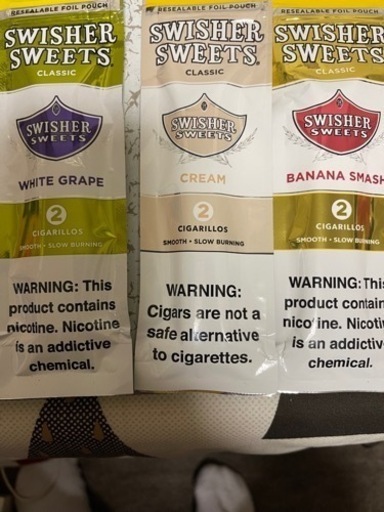 RESEALABLE FOIL POUCH
SWISHER
SWEETS
CLASSIC
SWISHER
SWEETS
WHITE GRAPE
2
CIGARILLOS
SMOOTH • SLOW BURNING
WARNING: This
product contains
nicotine. Nicotine
is an addictive
chemical.
RESEALABLE FOIL POUCH
SWISHER
SWEETS
CLASSIC
SWISHER
SWEETS
CREAM
2
CIGARILLOS
SMOOTH • SLOW BURNING
WARNING:
Cigars are not a
safe alternative
to cigarettes.
RESEALABLE FOIL POUCH
SWISHER
SWEETS
CLASSIC
SWISHER
SWEETS
BANANA SMASH
2
CIGARILLOS
SMOOTH • SLOW BURNING
WARNING: This
product contain
nicotine. Nicotin
is an addictive
chemical.